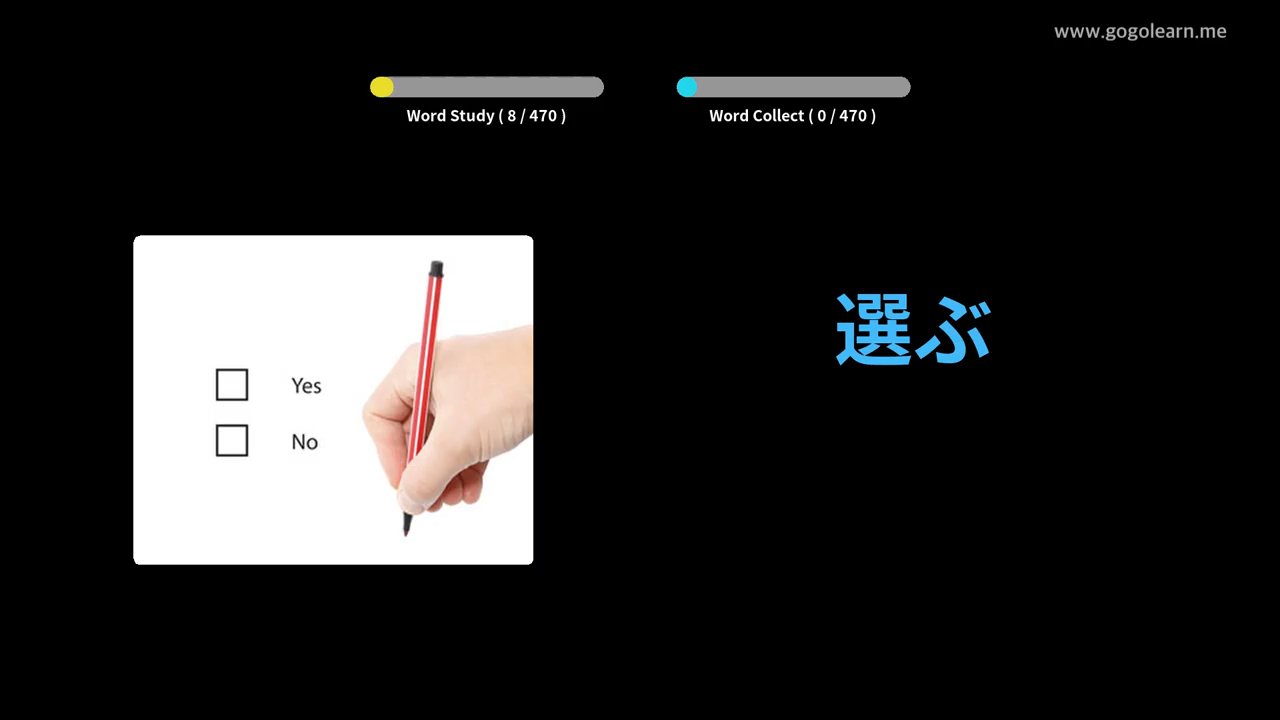 www.gogolearn.me
Word Study ( 8 / 470 )
Word Collect ( 0 / 470 )
選ぶ
Yes
No